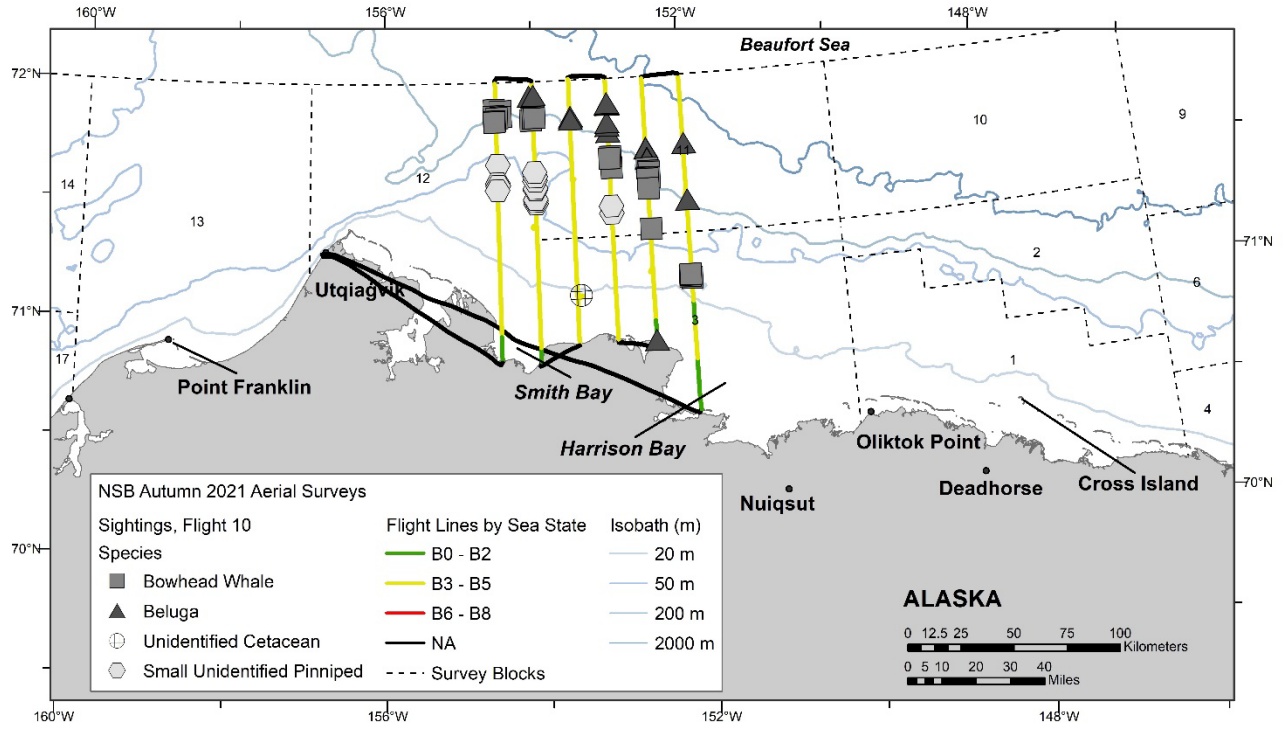 160°W 156°W 152°W 148°W
Beaufort Sea
72°N
9
10
11
12
14
13
71°N
2
6
Utqiaġvik
3
1
17
Point Franklin
Smith Bay
4
Harrison Bay
Oliktok Point
70°N
Nuiqsut
Deadhorse
Cross Island
NSB Autumn 2021 Aerial Surveys
Sightings, Flight 10
Species
Bowhead Whale
Beluga
Unidentified Cetacean
Small Unidentified Pinniped
Flight Lines by Sea State
B0 - B2
B3 - B5
B6 - B8
NA
Survey Blocks
Isobath (m)
20 m
50 m
200 m
2000 m
70°N
ALASKA
0 12.5 25 50 75 100
Kilometers
0 5 10 20 30 40
Miles
160°W 156°W 152°W 148°W
71°N